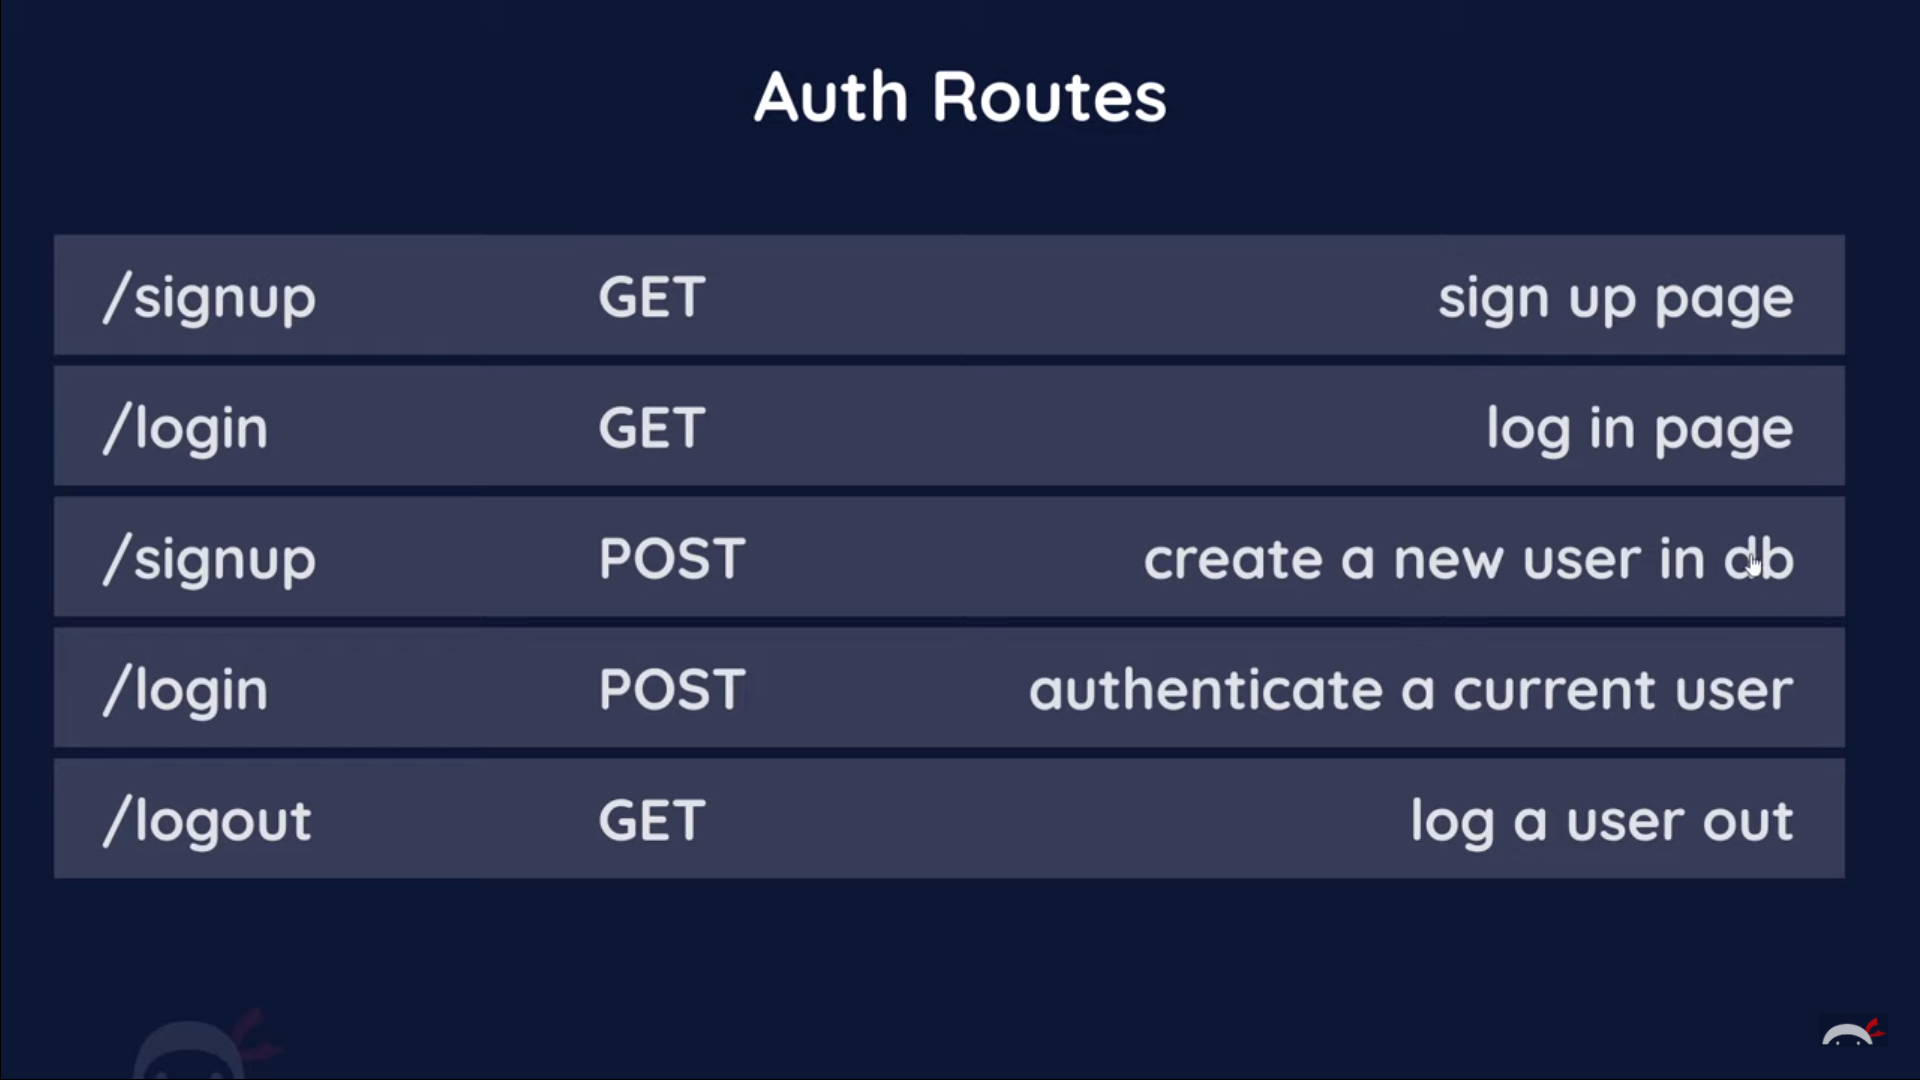 Auth Routes
/signup GET sign up page
/login GET log in page
/signup POST create a new user in db
/login POST authenticate a current user
/logout GET log a user out